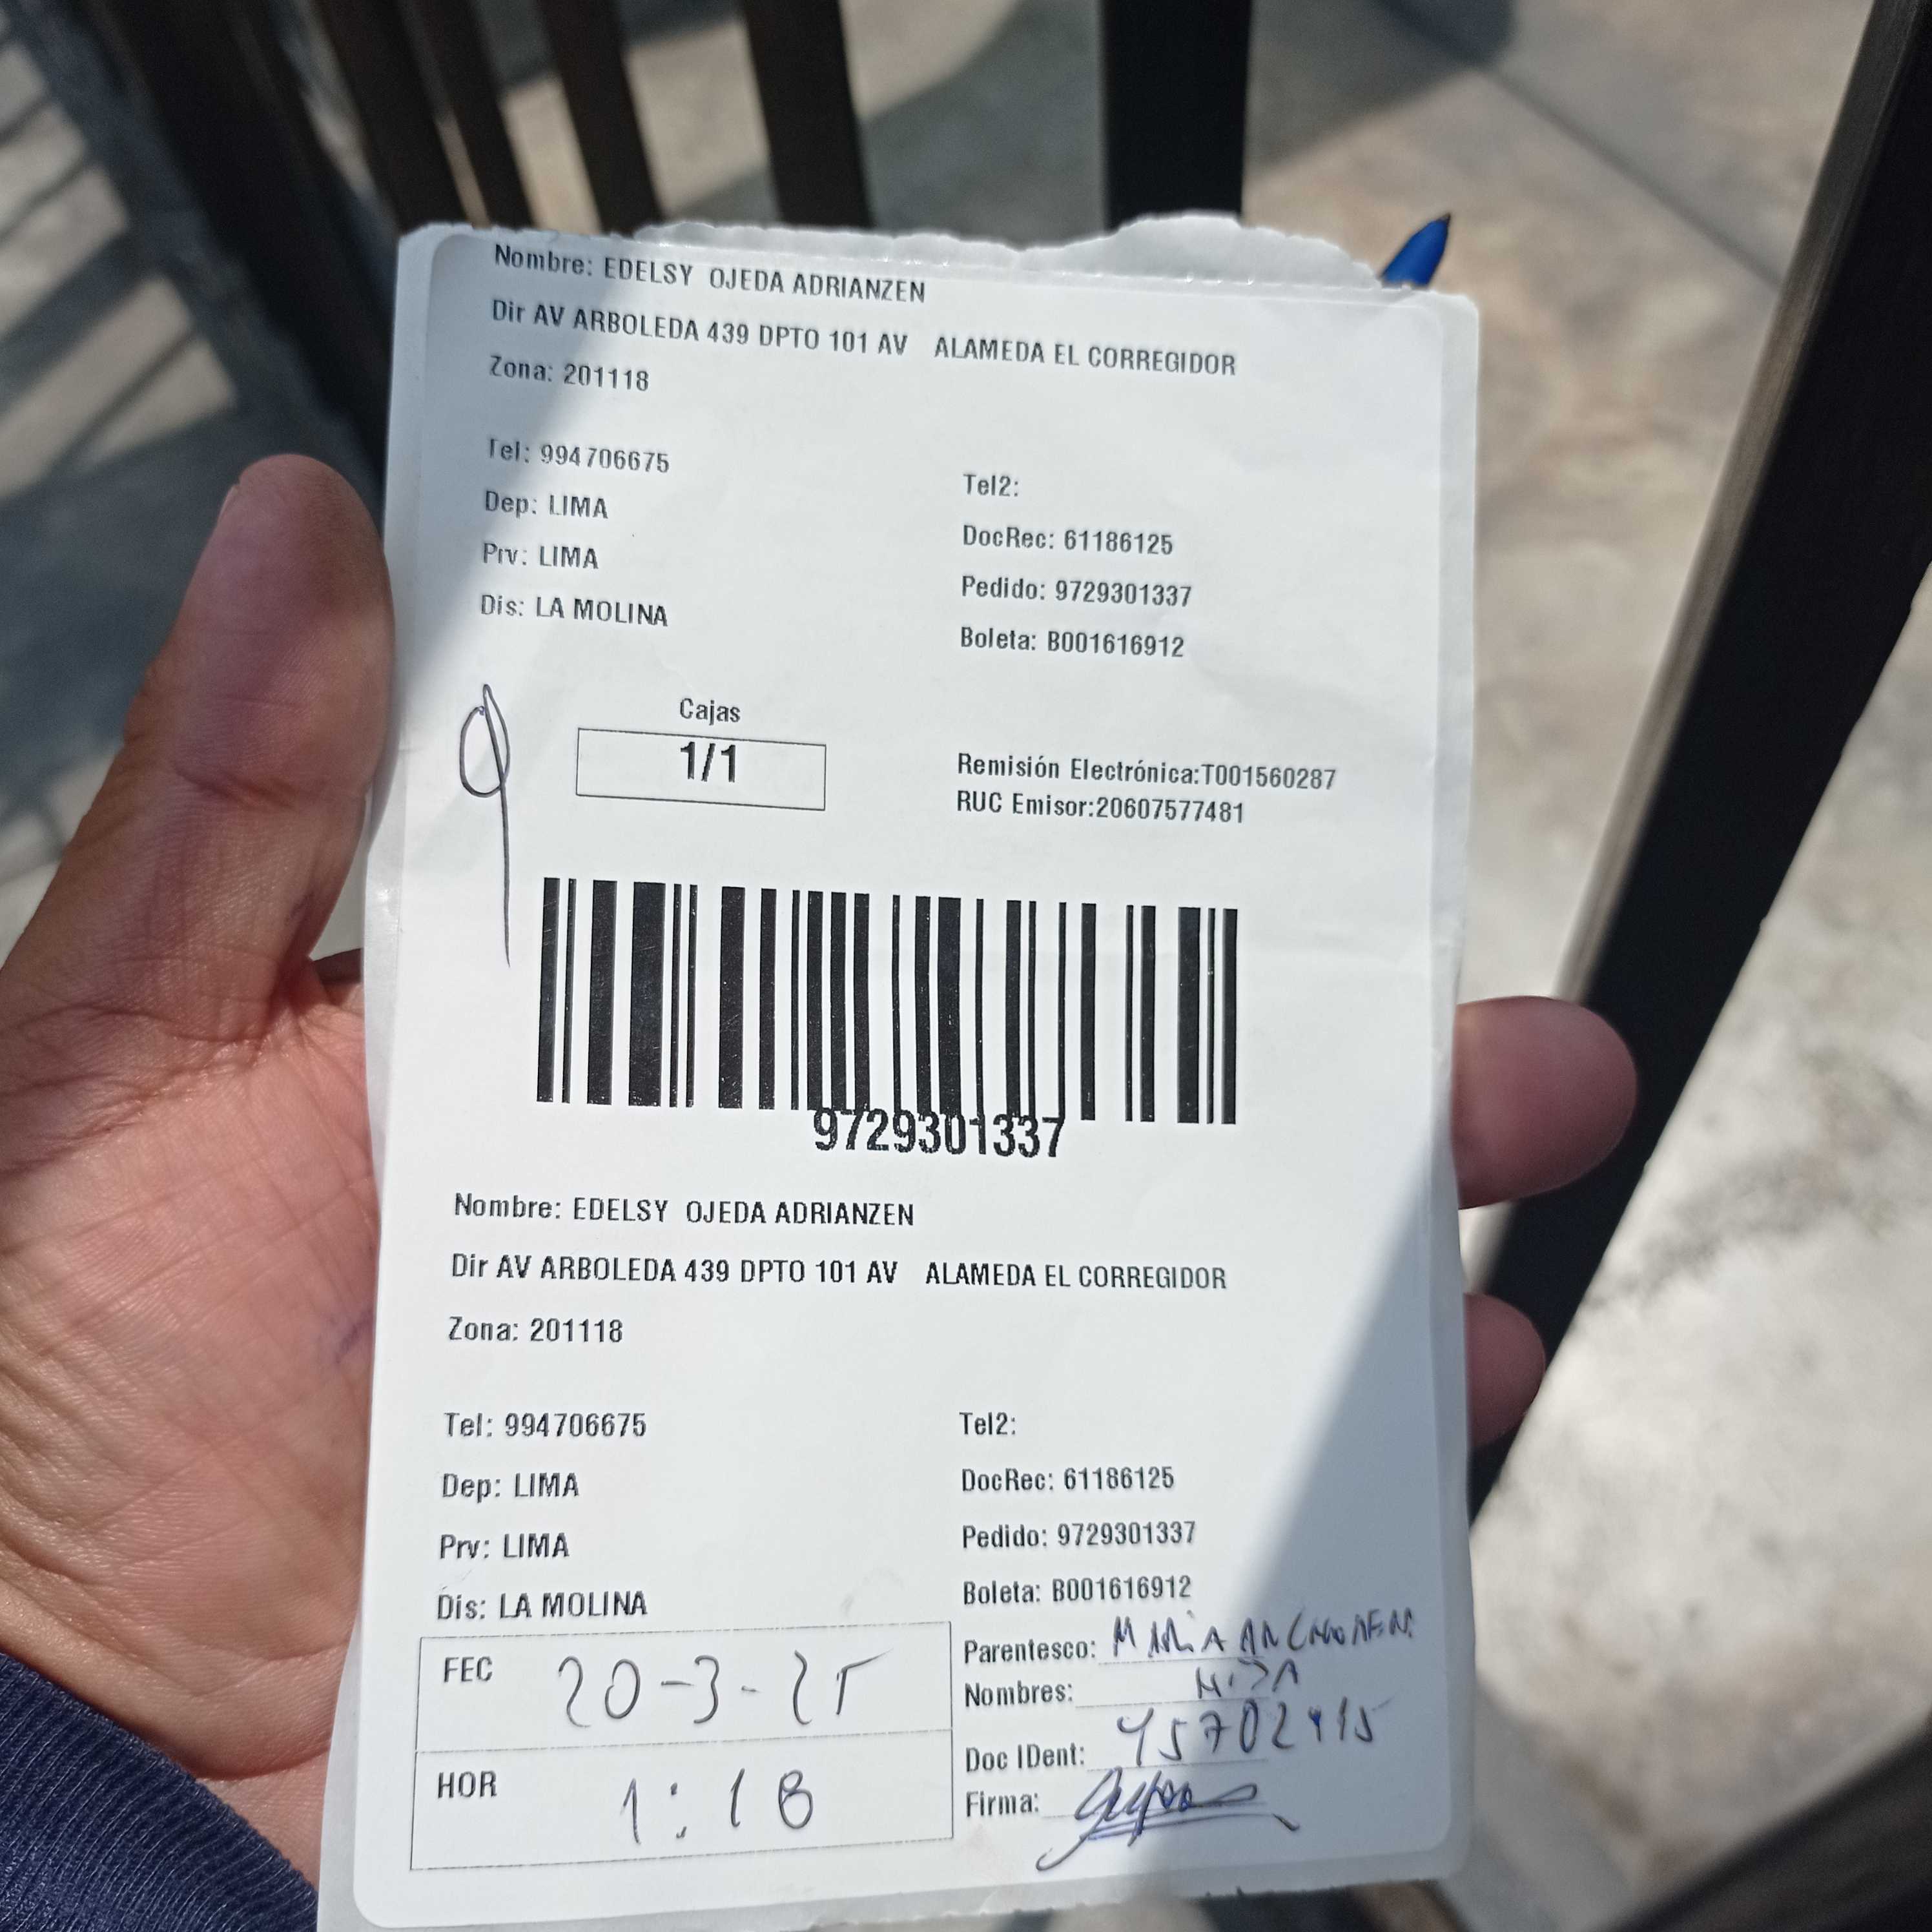 Nombre: EDELSY OJEDA ADRIANZEN
Dir AV ARBOLEDA 439 DPTO 101 AV ALAMEDA EL CORREGIDOR
Zona: 201118
Tel: 994706675
Tel2:
Dep: LIMA
DocRec: 61186125
Prv: LIMA
Pedido: 9729301337
Dis: LA MOLINA
Boleta: B001616912
Cajas
1/1
Remisión Electrónica:T001560287
RUC Emisor:20607577481
9729301337
Nombre: EDELSY OJEDA ADRIANZEN
Dir AV ARBOLEDA 439 DPTO 101 AV ALAMEDA EL CORREGIDOR
Zona: 201118
Tel: 994706675
Tel2:
Dep: LIMA
DocRec: 61186125
Prv: LIMA
Pedido: 9729301337
Dis: LA MOLINA
Boleta: B001616912
FEC 20-3-25
Parentesco: MARiA
Nombres:
HOR 1:18
Doc IDent:
Firma: